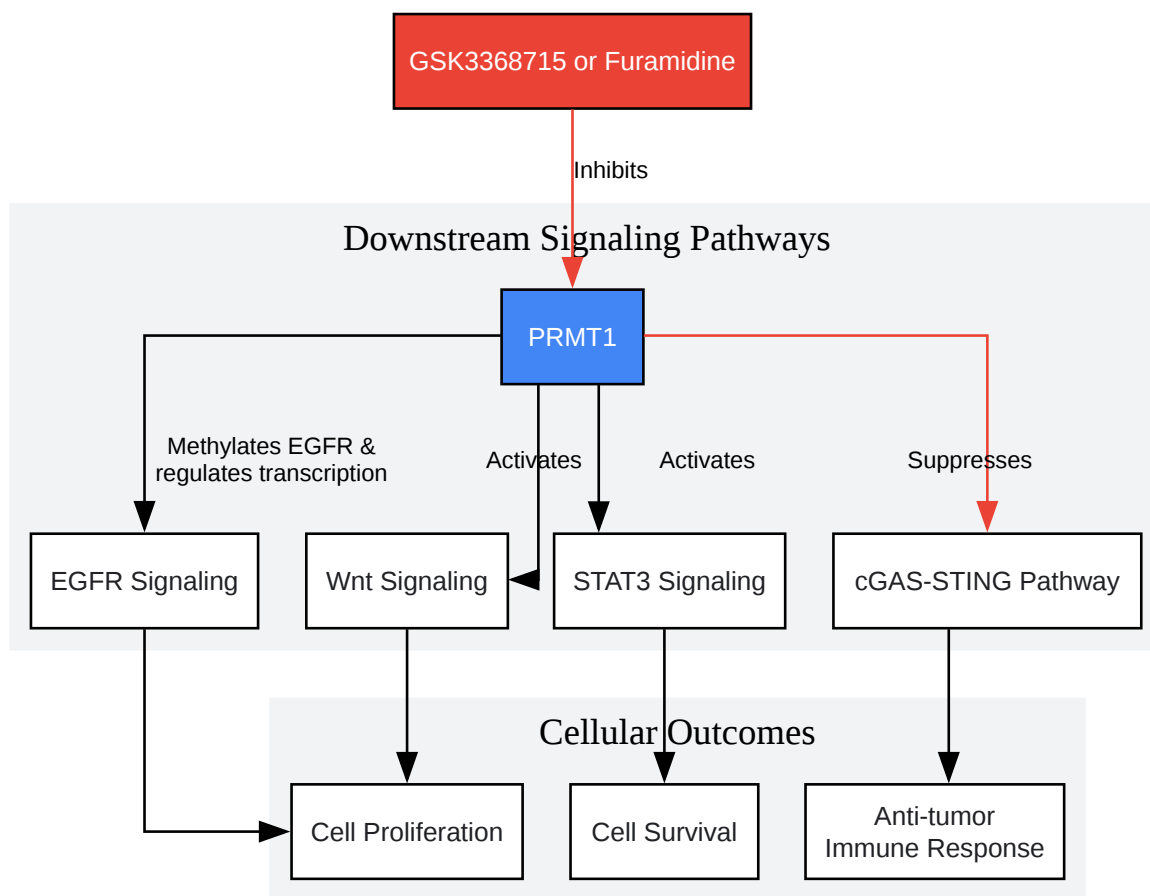 GSK3368715 or Furamidine
Inhibits
Downstream Signaling Pathways
PRMT1
Methylates EGFR &
regulates transcription
Activates
Activates
Suppresses
EGFR Signaling
Wnt Signaling
STAT3 Signaling
cGAS-STING Pathway
Cellular Outcomes
Cell Proliferation
Cell Survival
Anti-tumor
Immune Response